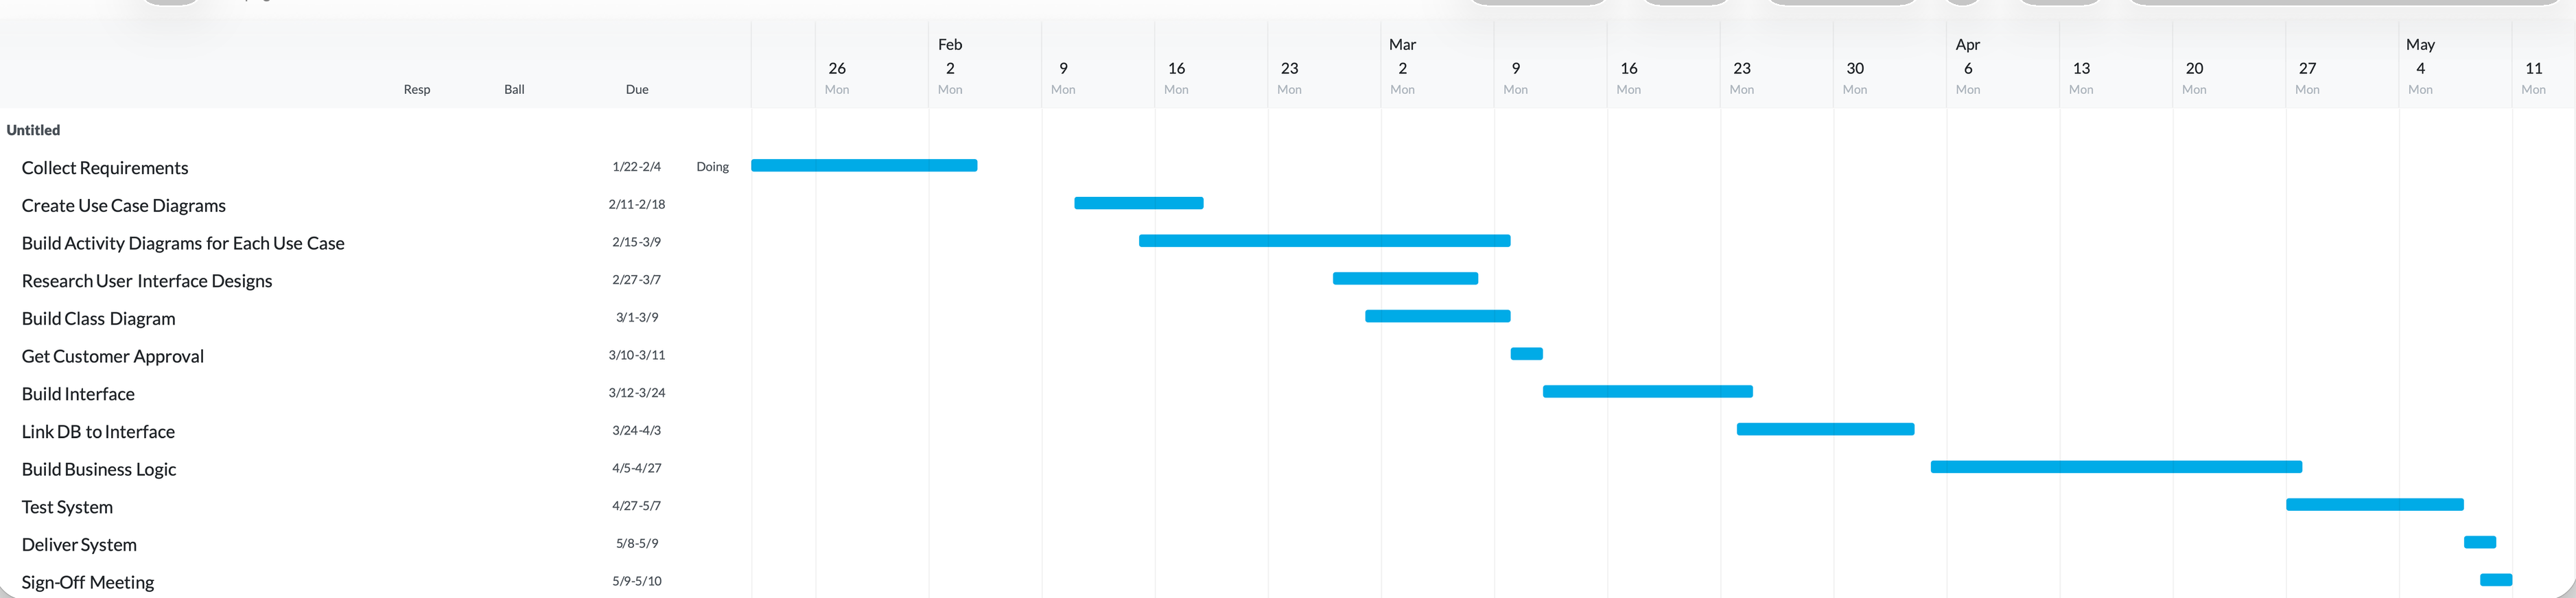 Feb Mar Apr May
26 2 9 16 23 2 9 16 23 30 6 13 20 27 4 11
Resp Ball Due Mon Mon Mon Mon Mon Mon Mon Mon Mon Mon Mon Mon Mon Mon Mon Mon
Untitled
Collect Requirements 1/22-2/4 Doing
Create Use Case Diagrams 2/11-2/18
Build Activity Diagrams for Each Use Case 2/15-3/9
Research User Interface Designs 2/27-3/7
Build Class Diagram 3/1-3/9
Get Customer Approval 3/10-3/11
Build Interface 3/12-3/24
Link DB to Interface 3/24-4/3
Build Business Logic 4/5-4/27
Test System 4/27-5/7
Deliver System 5/8-5/9
Sign-Off Meeting 5/9-5/10